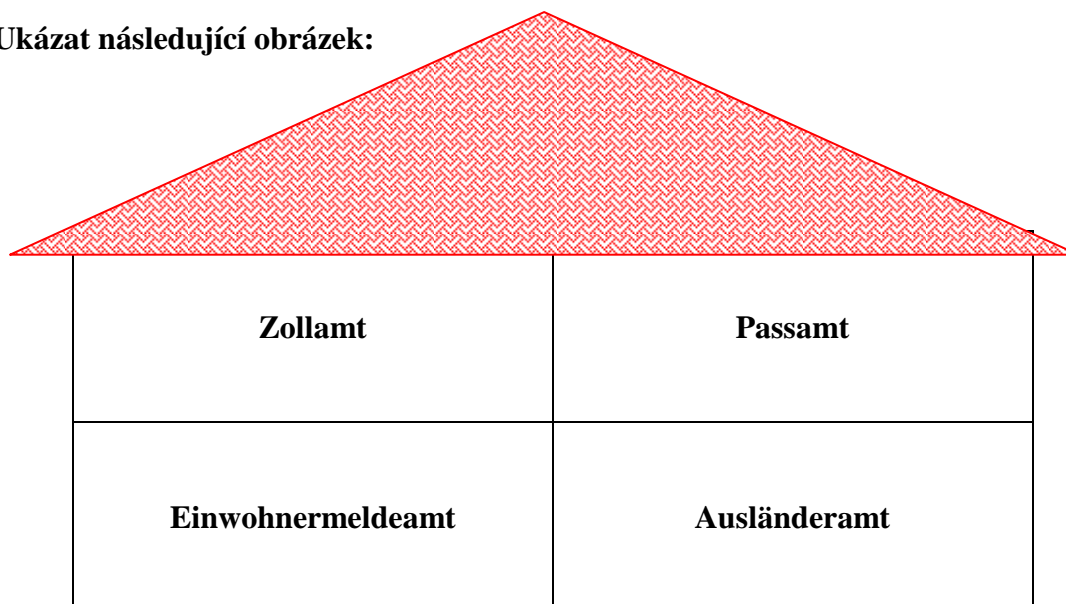 Ukázat následující obrázek:
Zollamt
Passamt
Einwohnermeldeamt
Ausländeramt